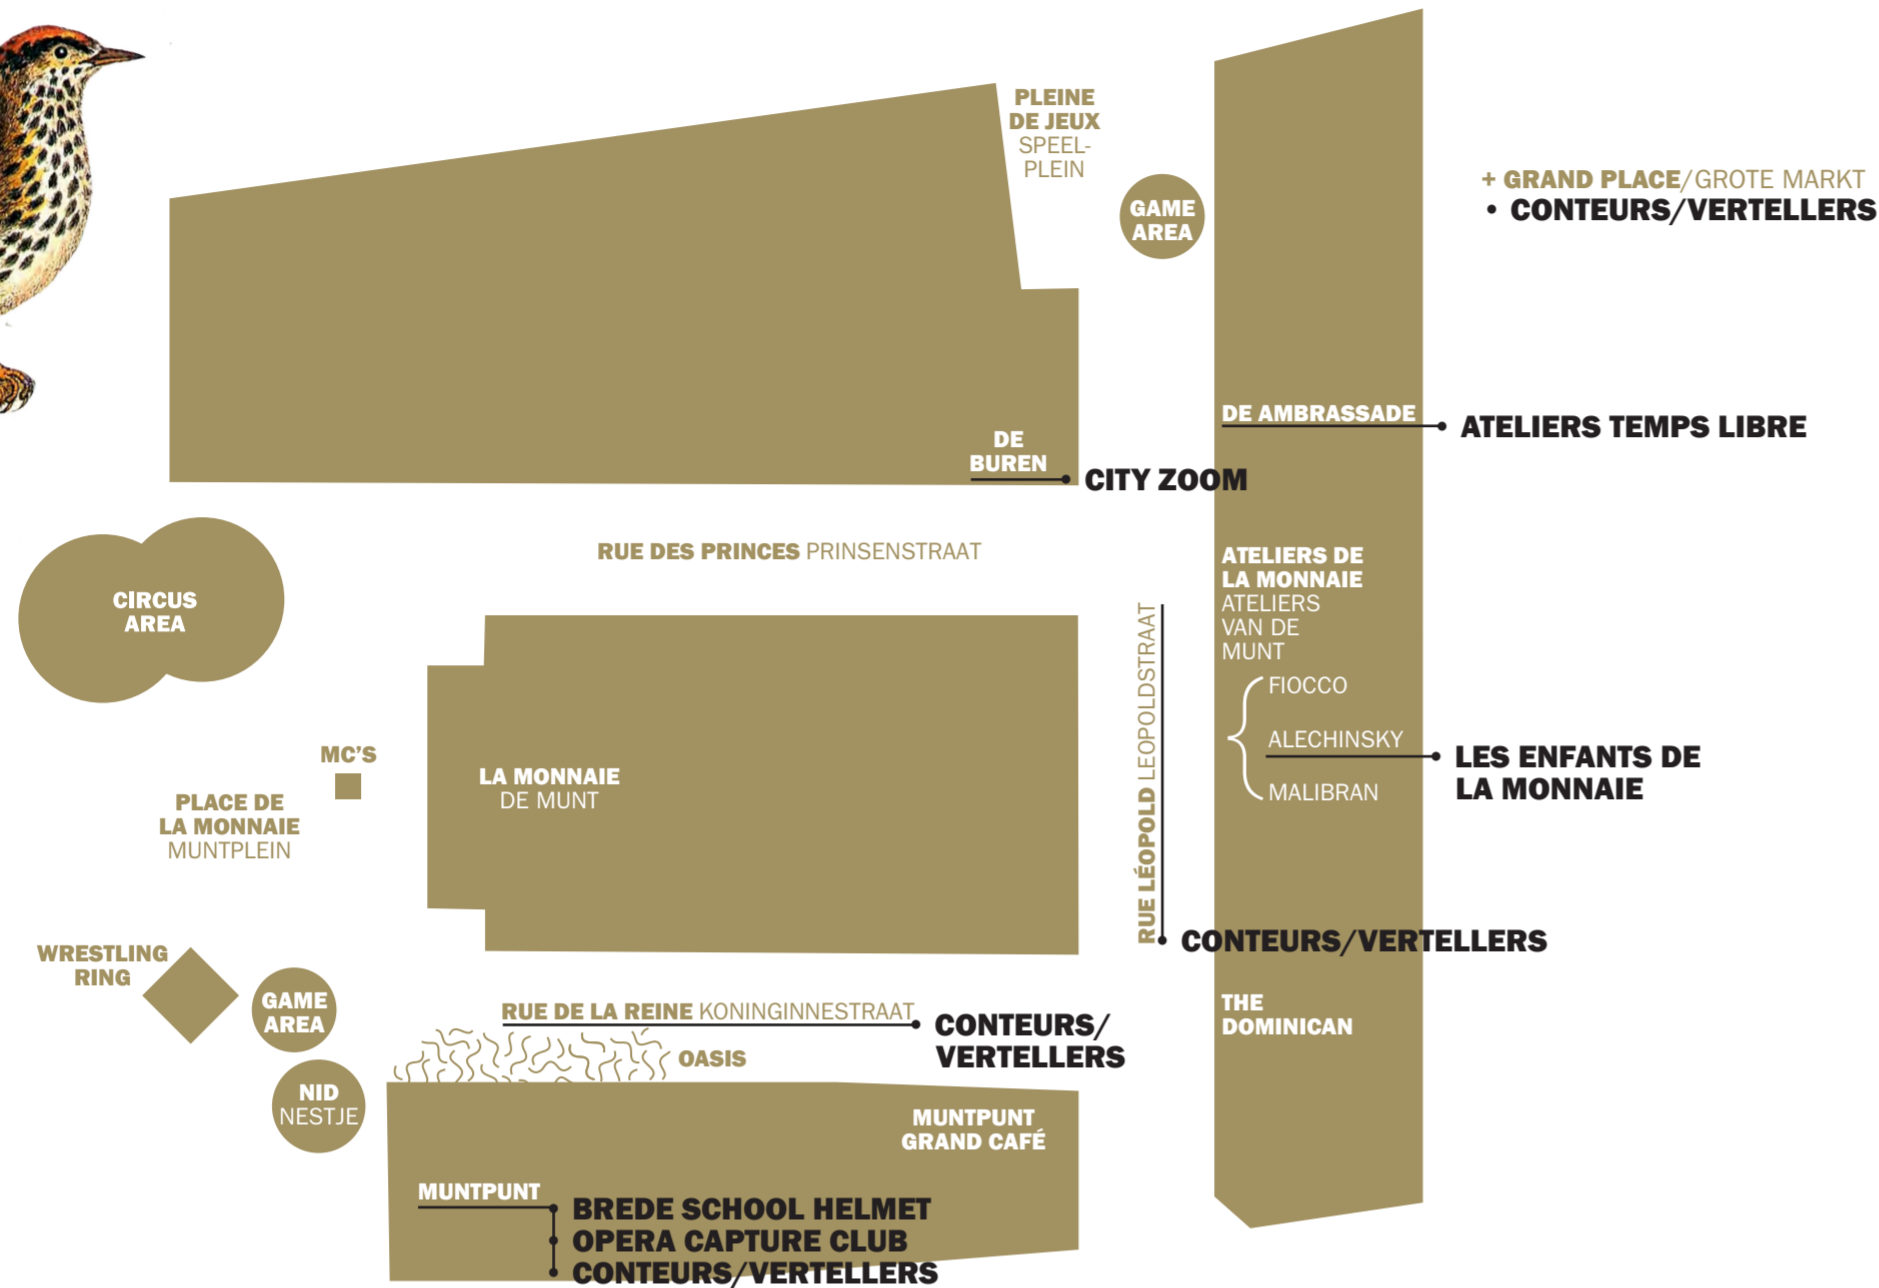 PLEINE
DE JEUX
SPEEL-
PLEIN
GAME
AREA
+ GRAND PLACE/GROTE MARKT
• CONTEURS/VERTELLERS
DE AMBRASSADE
ATELIERS TEMPS LIBRE
DE
BUREN
CITY ZOOM
RUE DES PRINCES PRINSENSTRAAT
CIRCUS
AREA
ATELIERS DE
LA MONNAIE
ATELIERS
VAN DE
MUNT
FIOCCO
ALECHINSKY
MALIBRAN
LES ENFANTS DE
LA MONNAIE
RUE LÉOPOLD LEOPOLDSTRAAT
CONTEURS/VERTELLERS
MC'S
PLACE DE
LA MONNAIE
MUNTPLEIN
LA MONNAIE
DE MUNT
WRESTLING
RING
GAME
AREA
RUE DE LA REINE KONINGINNESTRAAT
CONTEURS/
VERTELLERS
OASIS
THE
DOMINICAN
NID
NESTJE
MUNTPUNT
GRAND CAFÉ
MUNTPUNT
BREDE SCHOOL HELMET
OPERA CAPTURE CLUB
CONTEURS/VERTELLERS